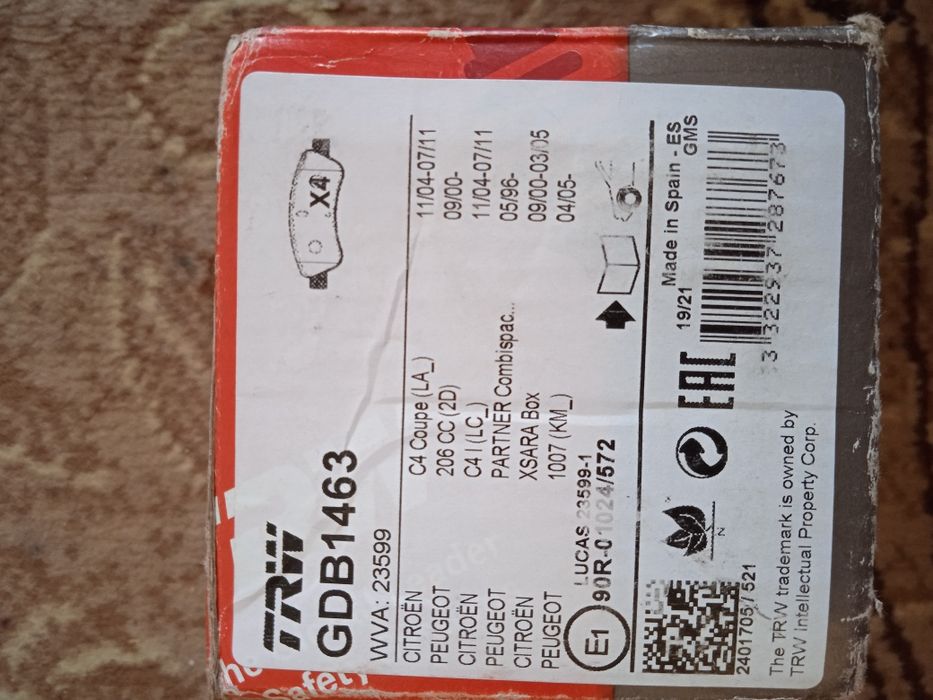 TRW
GDB1463
X4
WVA: 23599
CITROËN C4 Coupe (LA_) 11/04-07/11
PEUGEOT 206 CC (2D) 09/00-
CITROËN C4 I (LC_) 11/04-07/11
PEUGEOT PARTNER Combispac... 05/96-
CITROËN XSARA Box 09/00-03/05
PEUGEOT 1007 (KM_) 04/05-
E1
LUCAS 23599-1
90R-01024/572
N
EAC
19/21 Made in Spain - ES
GMS
3 322937 287673
2401705 / 521
The TRW trademark is owned by
TRW Intellectual Property Corp.